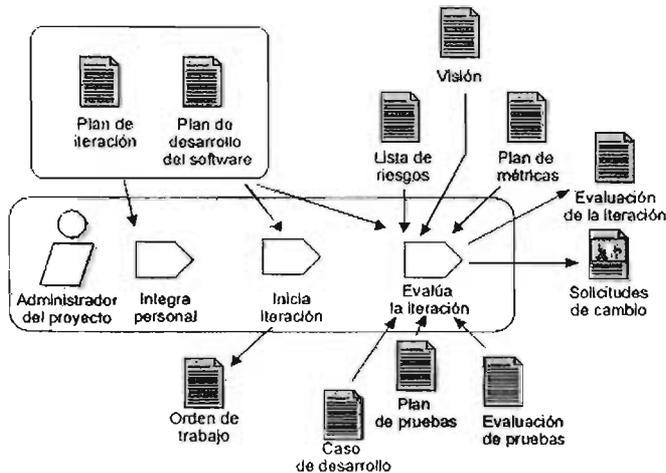 Visión
Plan de
iteración
Plan de
desarrollo
del software
Lista de
riesgos
Plan de
métricas
Evaluación
de la iteración
Administrador
del proyecto
Integra
personal
Inicia
iteración
Evalúa
la iteración
Solicitudes
de cambio
Orden de
trabajo
Caso
de desarrollo
Plan
de pruebas
Evaluación
de pruebas